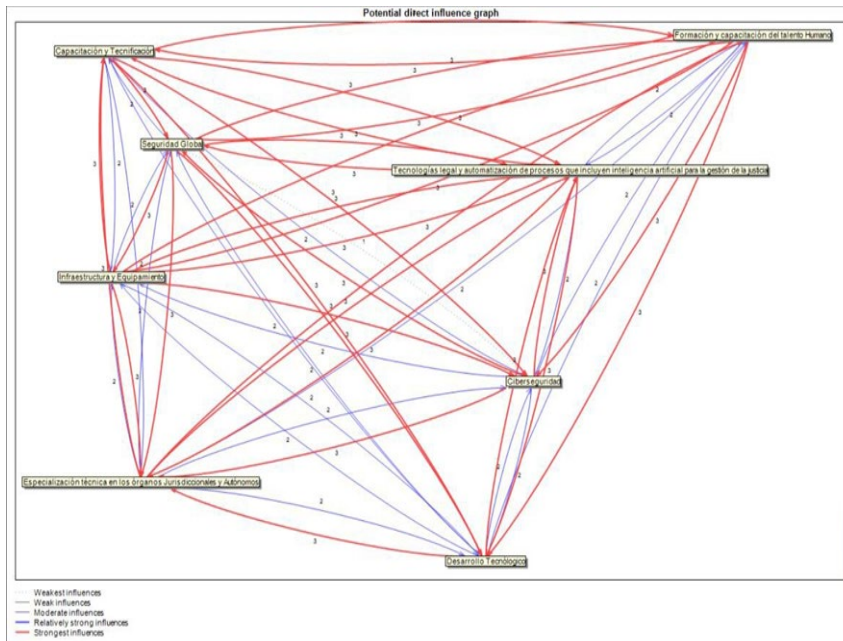 Potential direct influence graph
Formación y capacitación del talento Humano
Capacitación y Tecnificación
Seguridad Global
Tecnologías legal y automatización de procesos que incluyen inteligencia artificial para la gestión de la justicia
Infraestructura y Equipamiento
Ciberseguridad
Especialización técnica en los órganos Jurisdiccionales y Autónomos
Desarrollo Tecnólogico
Weakest influences
Weak influences
Moderate influences
Relatively strong influences
Strongest influences